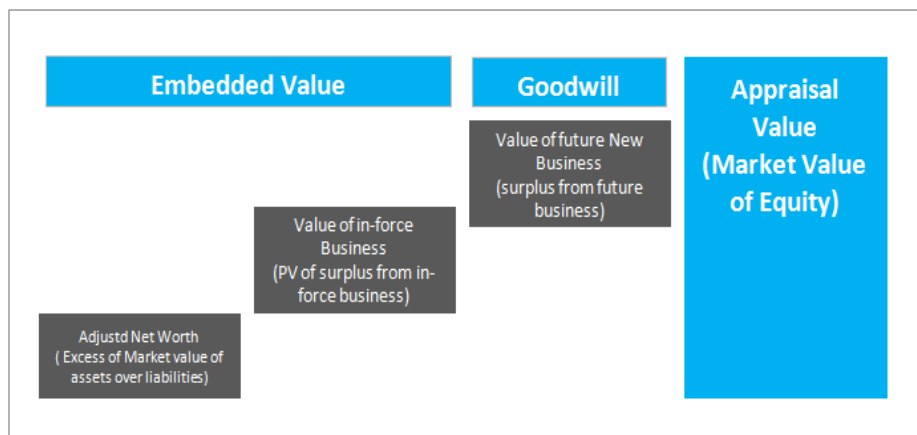 Embedded Value
Goodwill
Appraisal
Value
(Market Value
of Equity)
Value of future New
Business
(surplus from future
business)
Value of in-force
Business
(PV of surplus from in-
force business)
Adjustd Net Worth
( Excess of Market value of
assets over liabilities)